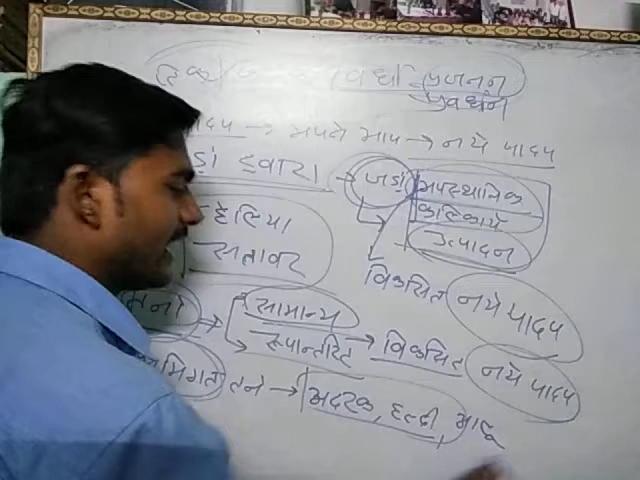 प्रजनन
प्रवर्धन
पादप → अपने आप → नये पादप
द्वारा → जड़ों अपस्थानिक
कलिकायें
डहेलिया उत्पादन
सतावर
विकसित नये पादप
तनो → सामान्य
रूपान्तरित → विकसित नये पादप
भूमिगत तने → अदरक, हल्दी, आलू